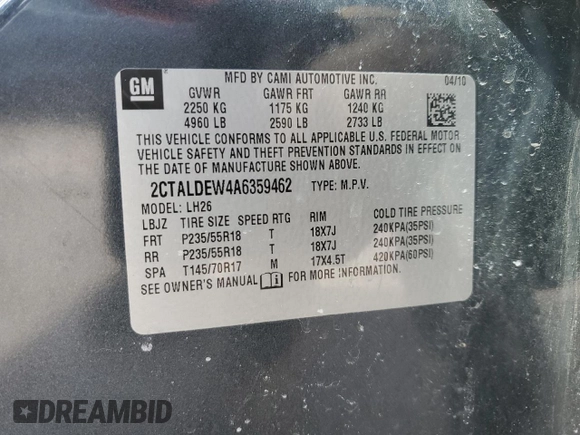 GM
MFD BY CAMI AUTOMOTIVE INC. 04/10
GVWR GAWR FRT GAWR RR
2250 KG 1175 KG 1240 KG
4960 LB 2590 LB 2733 LB
THIS VEHICLE CONFORMS TO ALL APPLICABLE U.S. FEDERAL MOTOR
VEHICLE SAFETY AND THEFT PREVENTION STANDARDS IN EFFECT ON
THE DATE OF MANUFACTURE SHOWN ABOVE.
2CTALDEW4A6359462 TYPE: M.P.V.
MODEL: LH26
LBJZ TIRE SIZE SPEED RTG RIM COLD TIRE PRESSURE
FRT P235/55R18 T 18X7J 240KPA(35PSI)
RR P235/55R18 T 18X7J 240KPA(35PSI)
SPA T145/70R17 M 17X4.5T 420KPA(60PSI)
SEE OWNER'S MANUAL FOR MORE INFORMATION.
DREAMBID